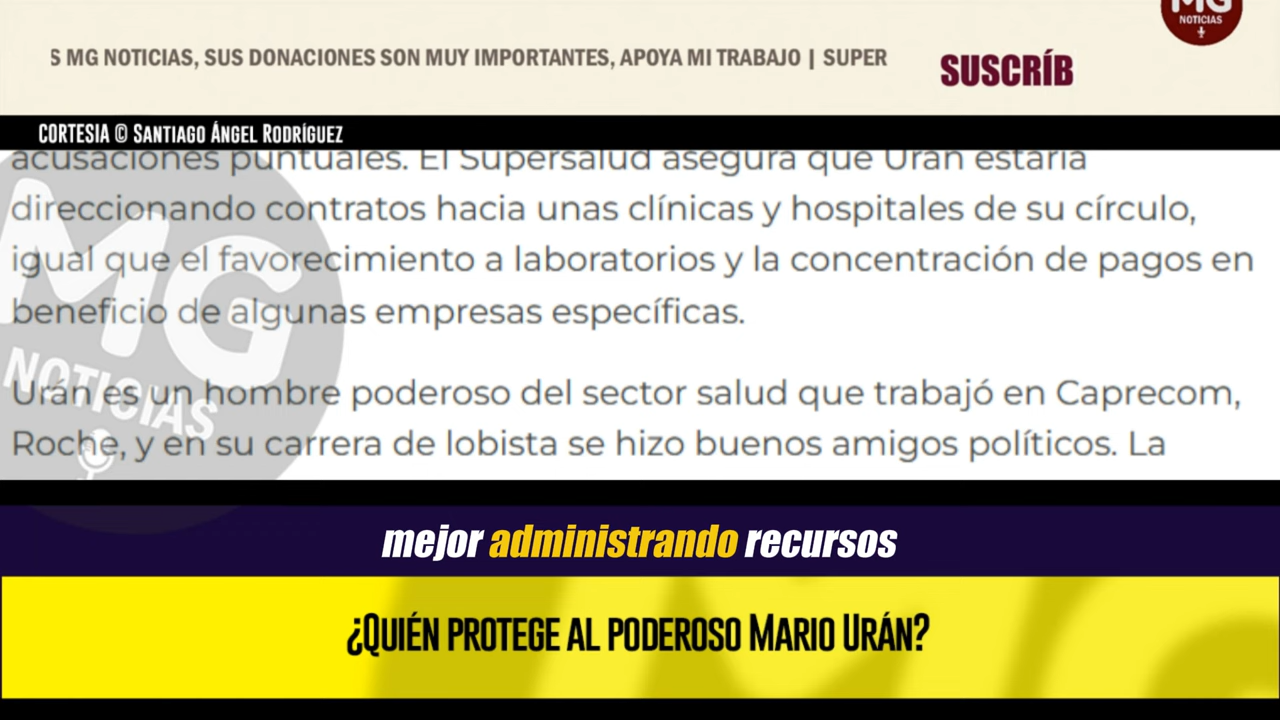 MG
NOTICIAS
S MG NOTICIAS, SUS DONACIONES SON MUY IMPORTANTES, APOYA MI TRABAJO | SUPER
SUSCRÍB
CORTESIA © SANTIAGO ÁNGEL RODRÍGUEZ
acusaciones puntuales. El Supersalud asegura que Urán estaría
direccionando contratos hacia unas clínicas y hospitales de su círculo,
igual que el favorecimiento a laboratorios y la concentración de pagos en
beneficio de algunas empresas específicas.
Urán es un hombre poderoso del sector salud que trabajó en Caprecom,
Roche, y en su carrera de lobista se hizo buenos amigos políticos. La
MG
NOTICIAS
mejor administrando recursos
¿QUIÉN PROTEGE AL PODEROSO MARIO URÁN?